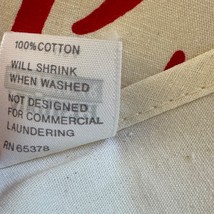 100% COTTON
WILL SHRINK
WHEN WASHED
NOT DESIGNED
FOR COMMERCIAL
LAUNDERING
RN 65378